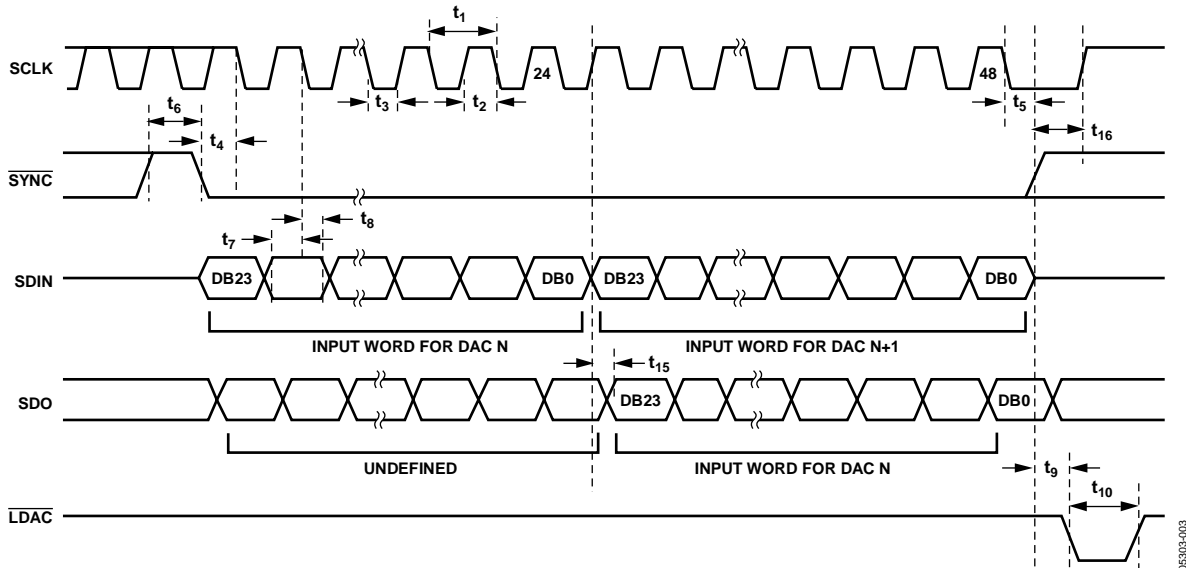 t1
SCLK
24
48
t3
t2
t5
t6
t4
t16
SYNC
t8
t7
SDIN
DB23
DB0
DB23
DB0
INPUT WORD FOR DAC N
INPUT WORD FOR DAC N+1
t15
SDO
DB23
DB0
UNDEFINED
INPUT WORD FOR DAC N
t9
t10
LDAC
05303-003